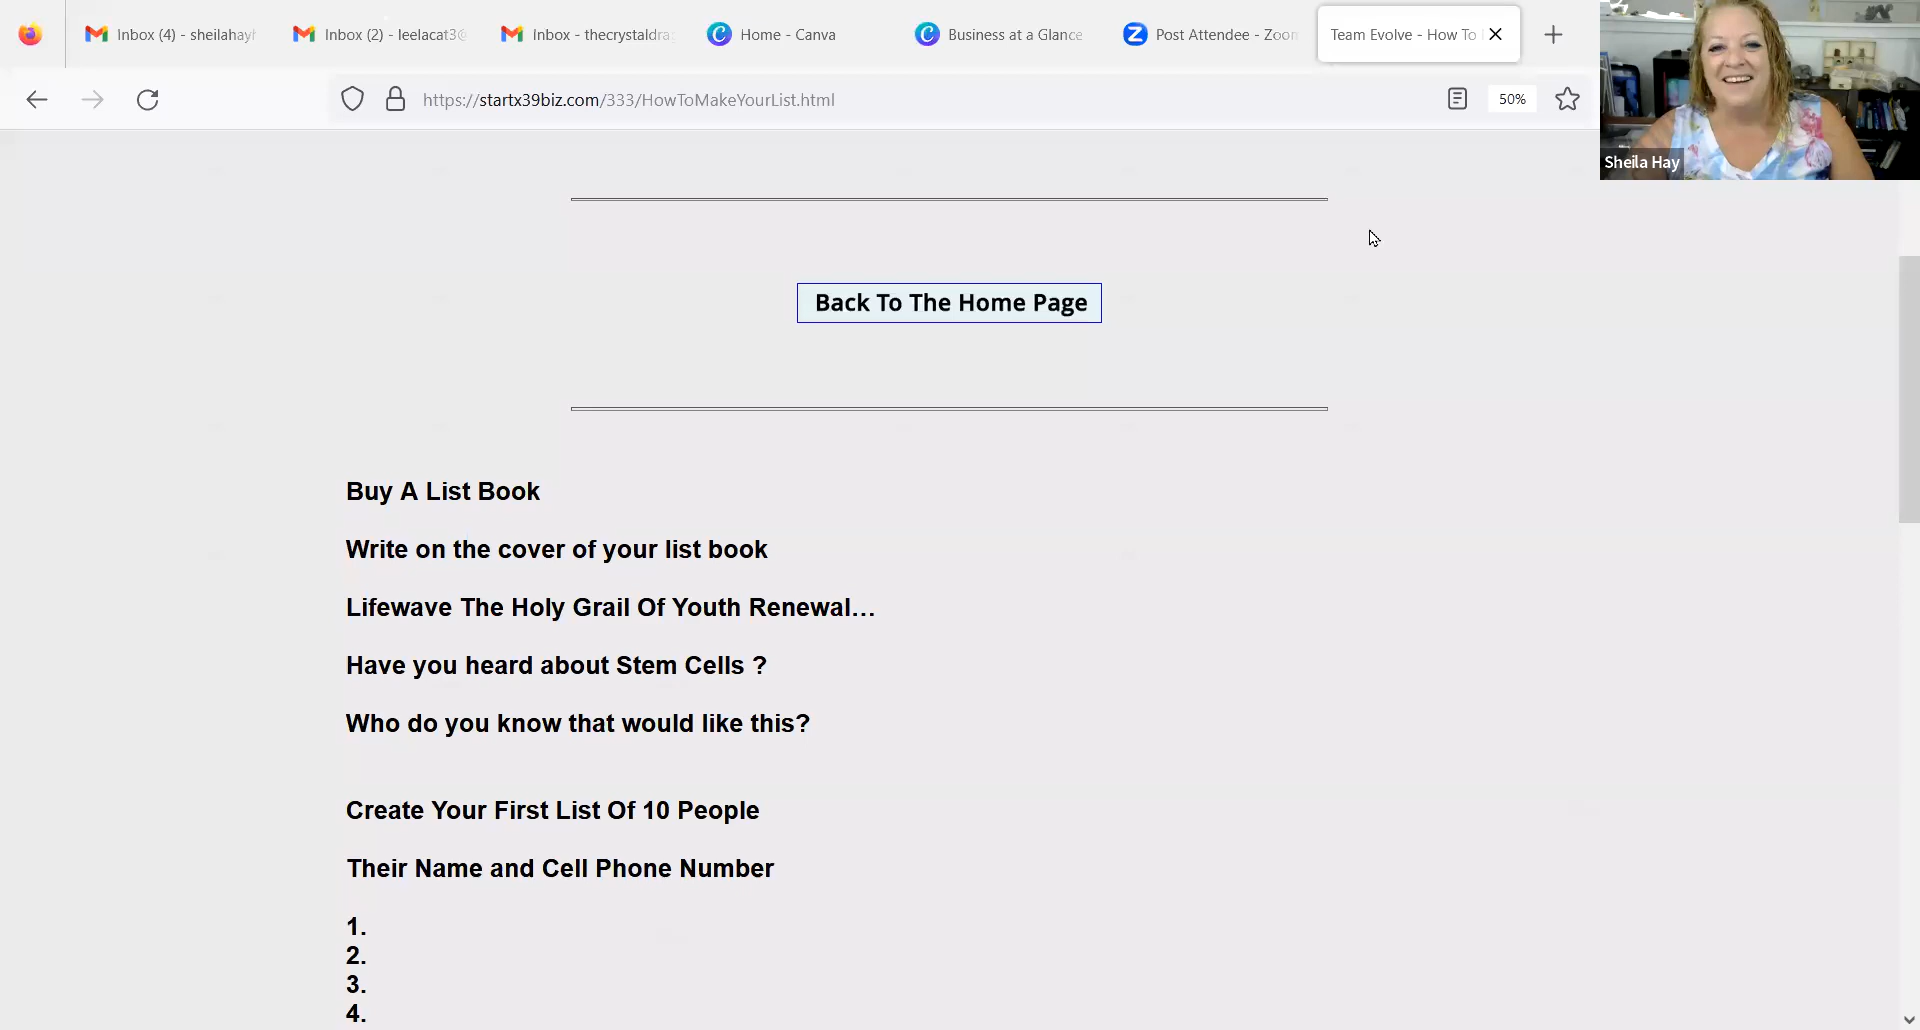 Inbox (4) - sheilahayh
Inbox (2) - leelacat3@
Inbox - thecrystaldra
Home - Canva
Business at a Glance
Post Attendee - Zoom
Team Evolve - How To
https://startx39biz.com/333/HowToMakeYourList.html
50%
Sheila Hay
Back To The Home Page
Buy A List Book
Write on the cover of your list book
Lifewave The Holy Grail Of Youth Renewal…
Have you heard about Stem Cells ?
Who do you know that would like this?
Create Your First List Of 10 People
Their Name and Cell Phone Number
1.
2.
3.
4.